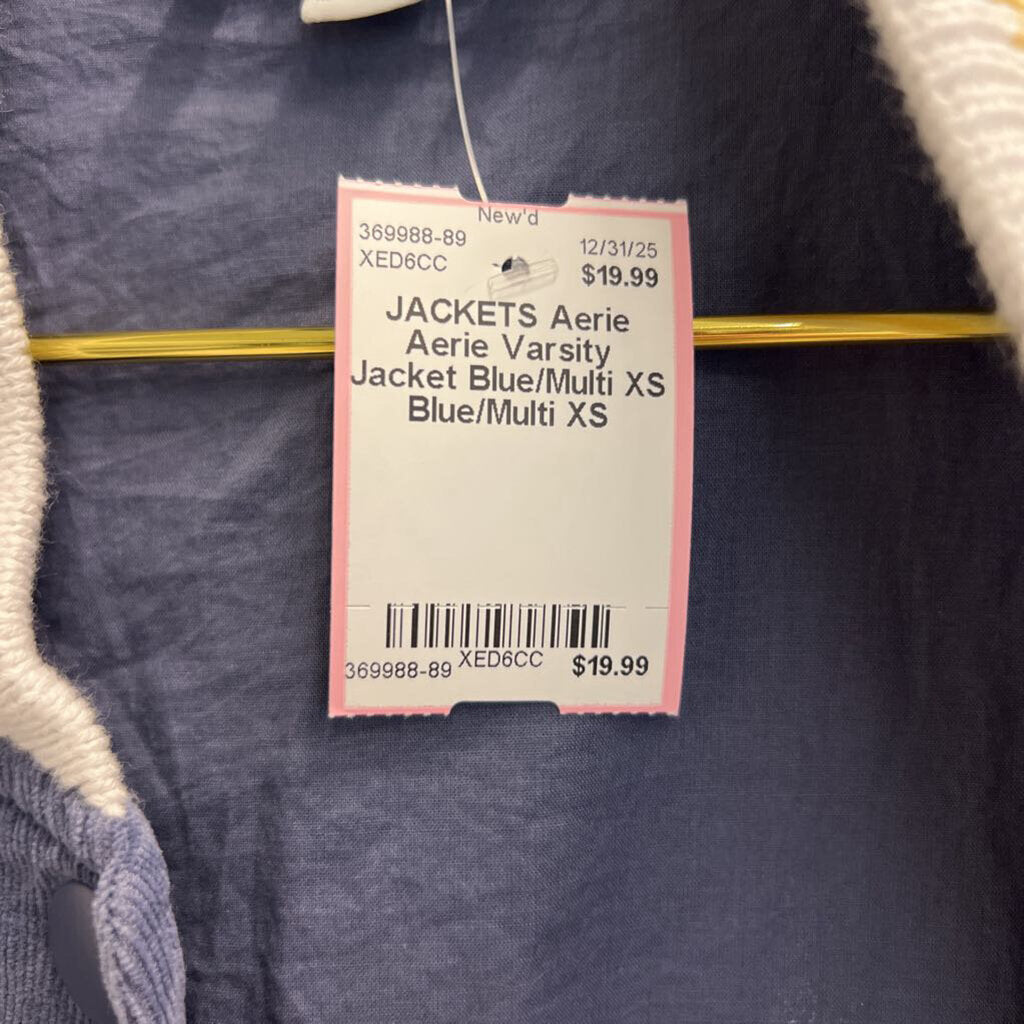 New'd
369988-89 12/31/25
XED6CC $19.99
JACKETS Aerie
Aerie Varsity
Jacket Blue/Multi XS
Blue/Multi XS
369988-89 XED6CC $19.99